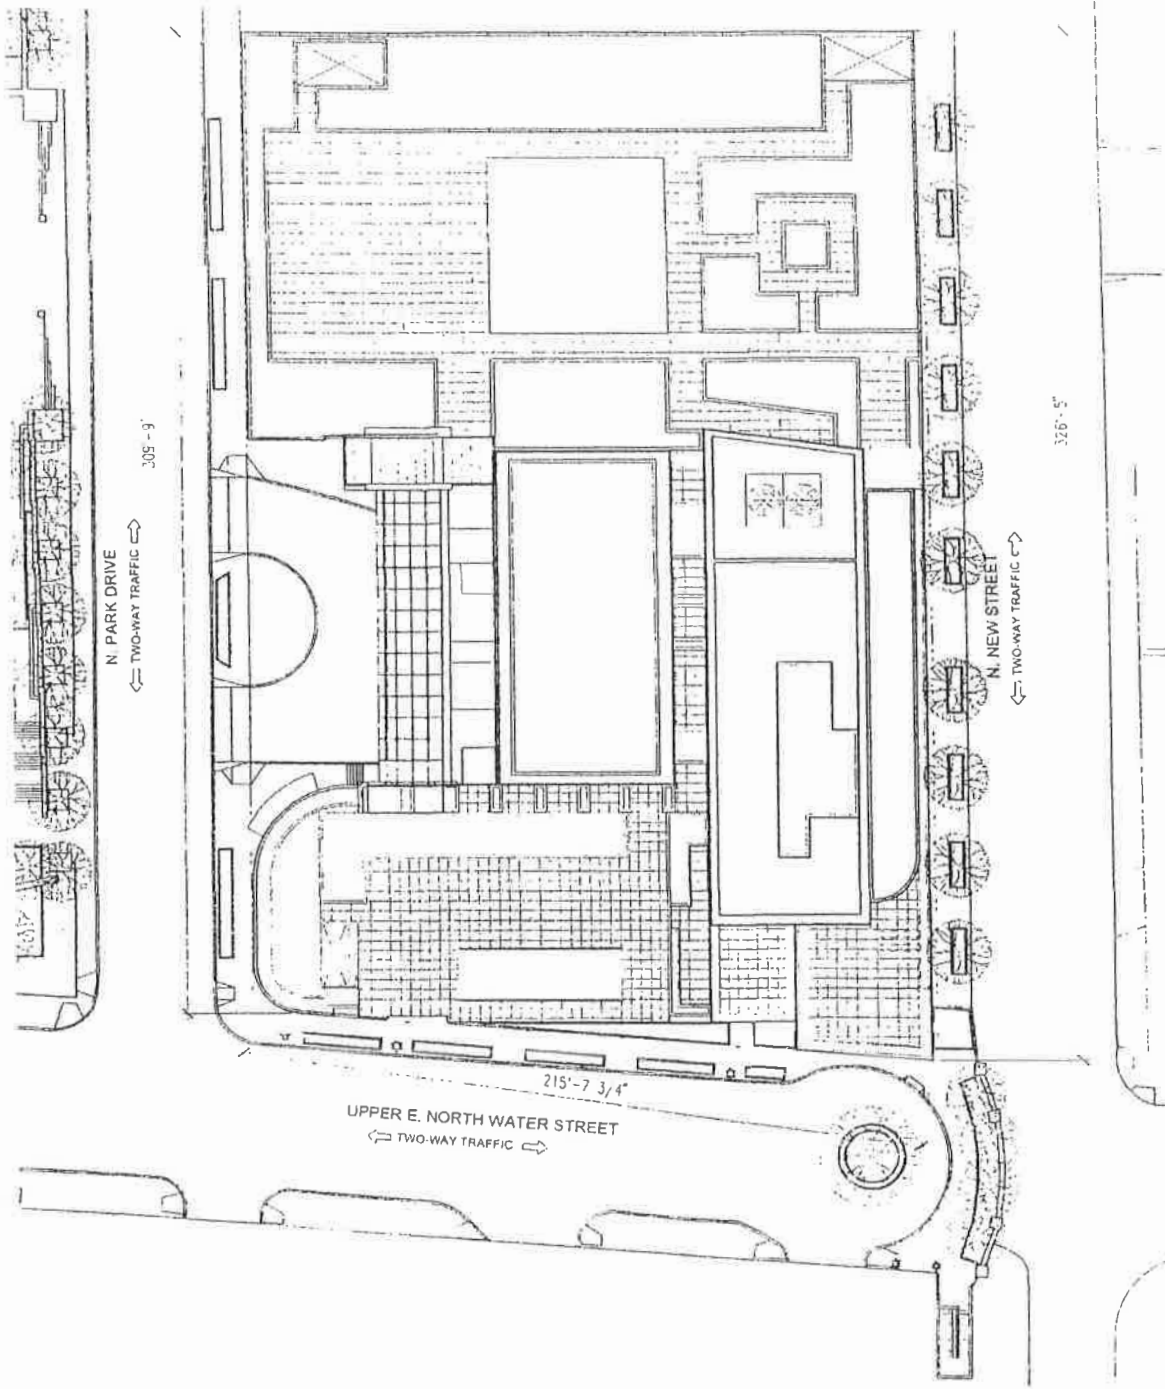 309' - 9"
N. PARK DRIVE
TWO-WAY TRAFFIC
N. NEW STREET
TWO-WAY TRAFFIC
326' - 5"
215'-7 3/4"
UPPER E. NORTH WATER STREET
TWO-WAY TRAFFIC